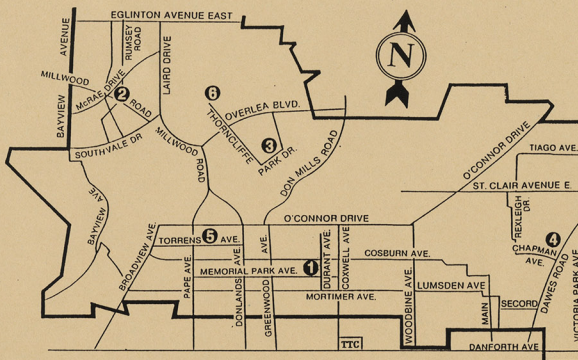 EGLINTON AVENUE EAST
BAYVIEW AVENUE
RUMSEY ROAD
LAIRD DRIVE
MILLWOOD ROAD
McRAE DRIVE
2
6
N
OVERLEA BLVD.
THORNCLIFFE PARK DR.
3
SOUTHVALE DR
MILLWOOD ROAD
DON MILLS ROAD
O'CONNOR DRIVE
TIAGO AVE.
ST. CLAIR AVENUE E.
REXLEIGH DR.
BAYVIEW AVE
O'CONNOR DRIVE
BROADVIEW AVE.
TORRENS AVE.
5
4
CHAPMAN AVE.
COSBURN AVE.
MEMORIAL PARK AVE.
1
DURANT AVE.
COXWELL AVE.
PAPE AVE.
DONLANDS AVE.
GREENWOOD AVE.
MORTIMER AVE.
LUMSDEN AVE.
WOODBINE AVE.
MAIN
SECORD
DAWES ROAD
VICTORIA PARK AVE
TTC
DANFORTH AVE